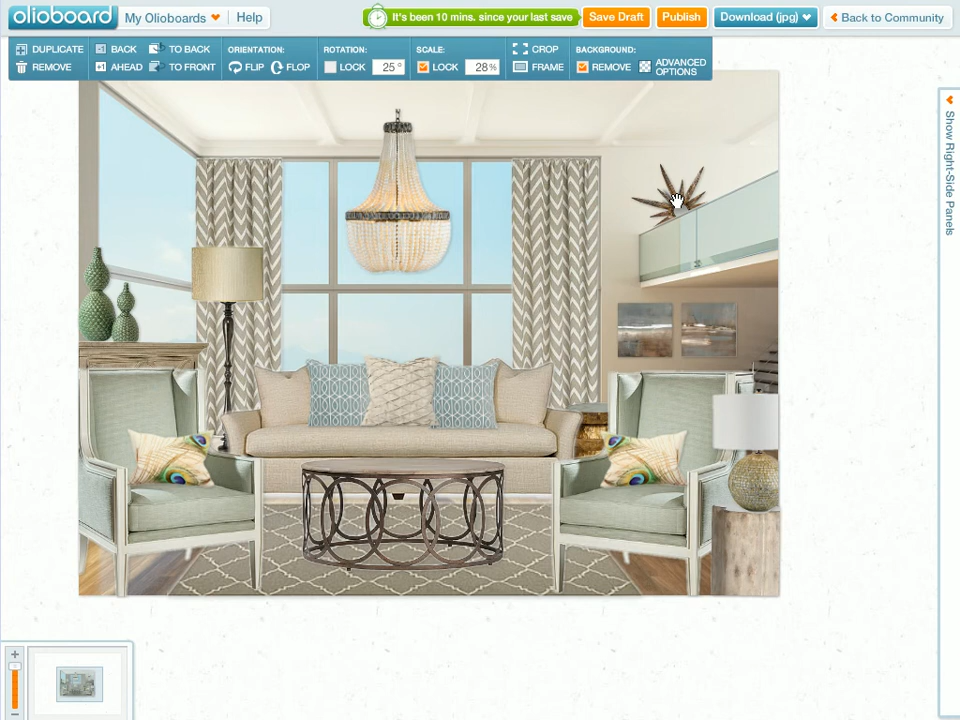 olioboard My Olioboards Help It's been 10 mins. since your last save Save Draft Publish Download (jpg) Back to Community
DUPLICATE BACK TO BACK ORIENTATION: ROTATION: SCALE: CROP BACKGROUND: ADVANCED OPTIONS
REMOVE +1 AHEAD TO FRONT FLIP FLOP LOCK 25° LOCK 28% FRAME REMOVE
Show Right-Side Panels